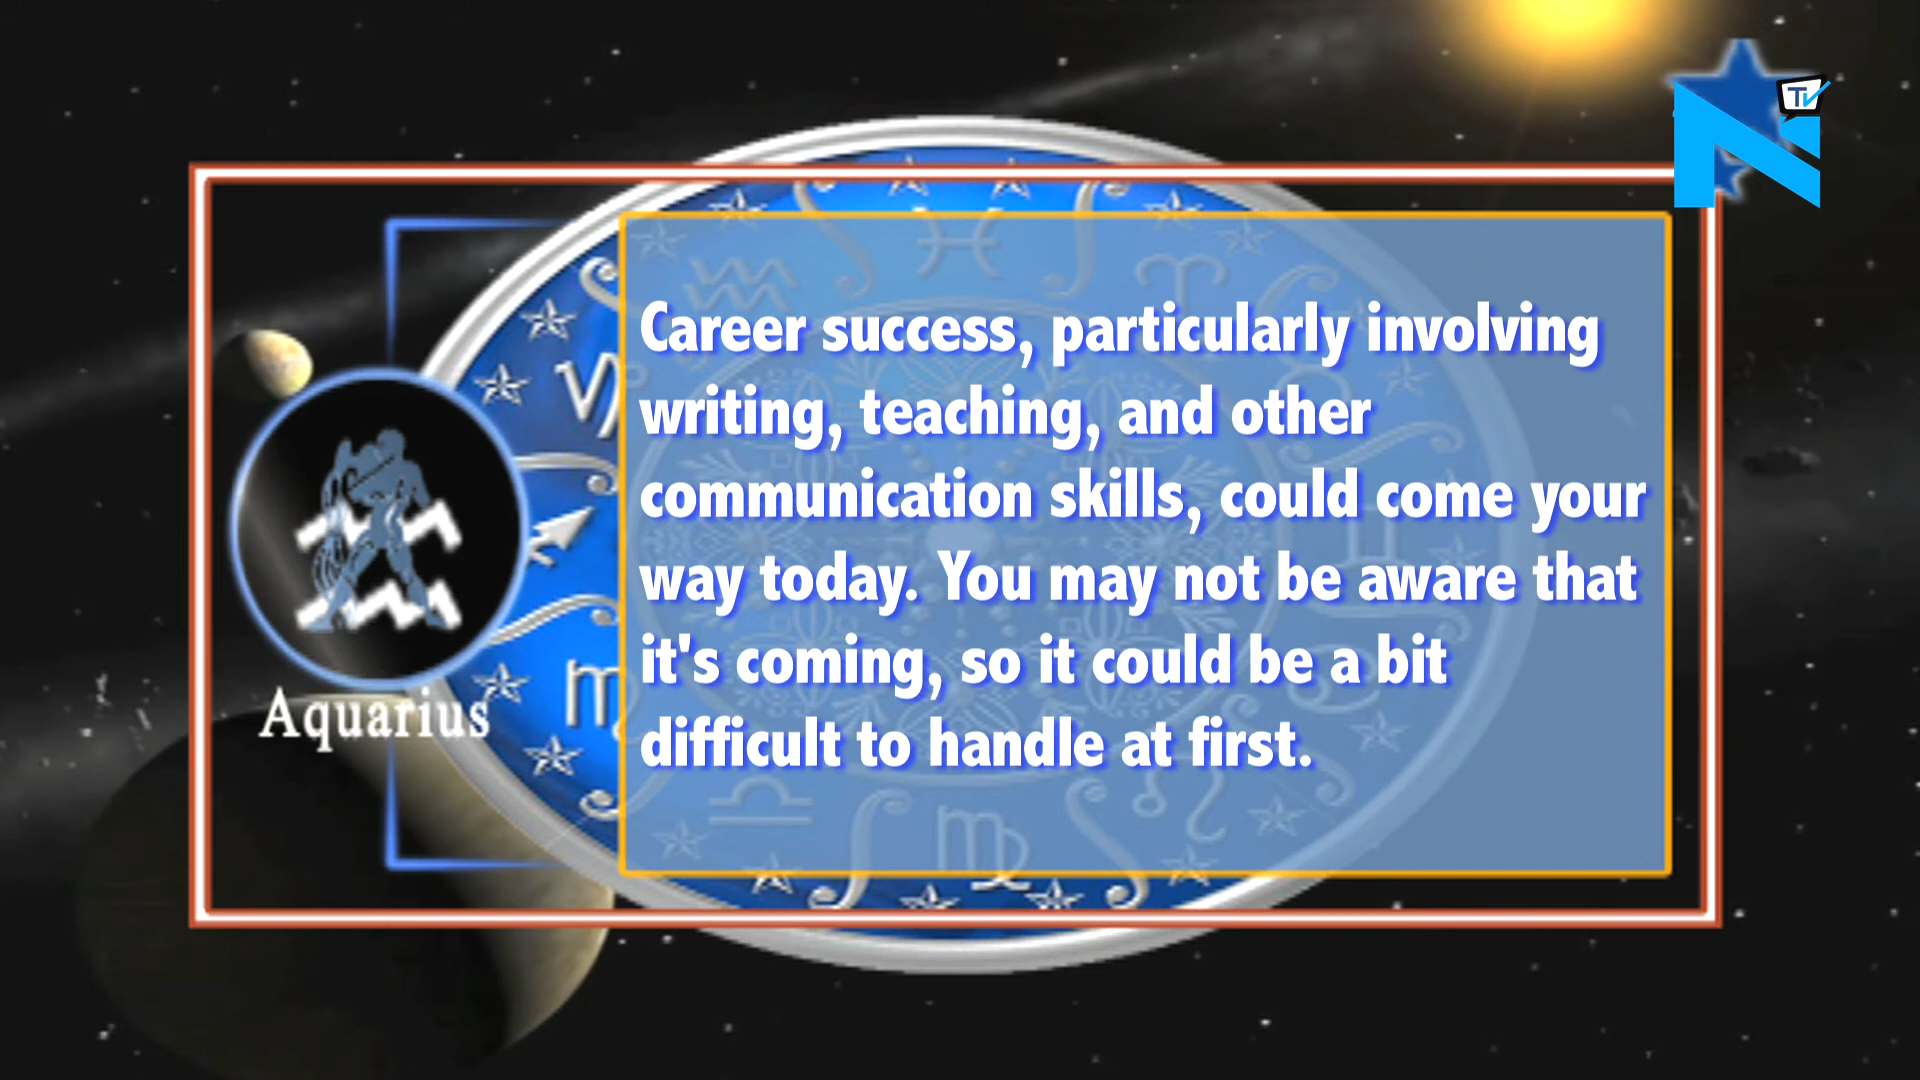 TV
Career success, particularly involving
writing, teaching, and other
communication skills, could come your
way today. You may not be aware that
it's coming, so it could be a bit
difficult to handle at first.
Aquarius